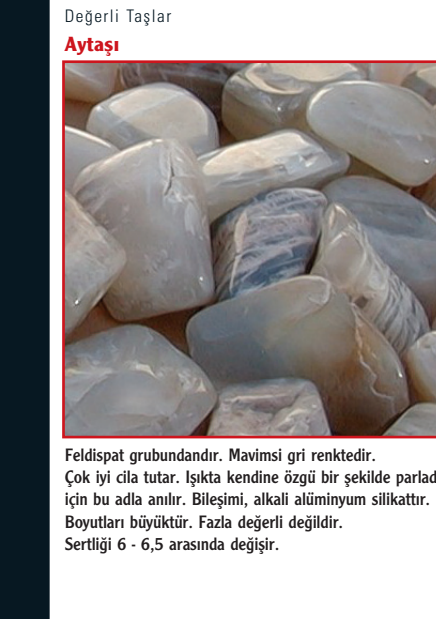 Değerli Taşlar
Aytaşı
Feldispat grubundandır. Mavimsi gri renktedir.
Çok iyi cila tutar. Işıkta kendine özgü bir şekilde parlad
için bu adla anılır. Bileşimi, alkali alüminyum silikattır.
Boyutları büyüktür. Fazla değerli değildir.
Sertliği 6 - 6,5 arasında değişir.